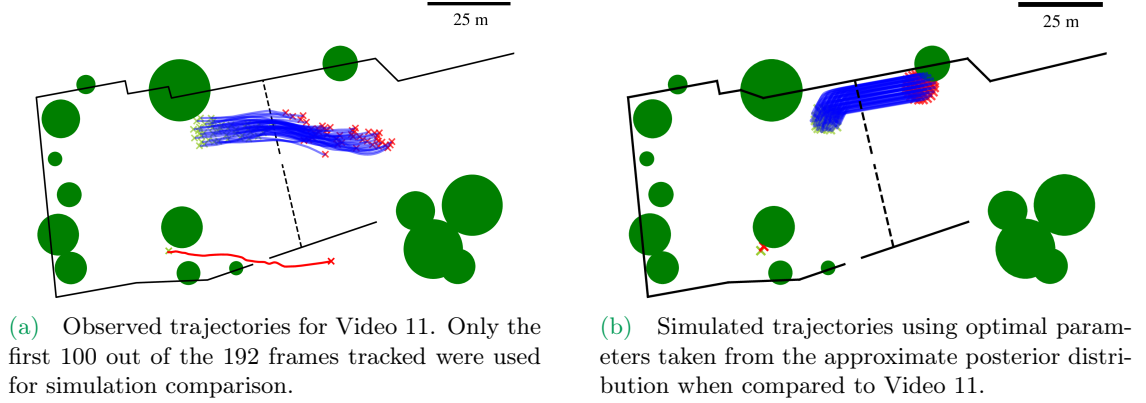 25 m
25 m
(a) Observed trajectories for Video 11. Only the
first 100 out of the 192 frames tracked were used
for simulation comparison.
(b) Simulated trajectories using optimal param-
eters taken from the approximate posterior distri-
bution when compared to Video 11.